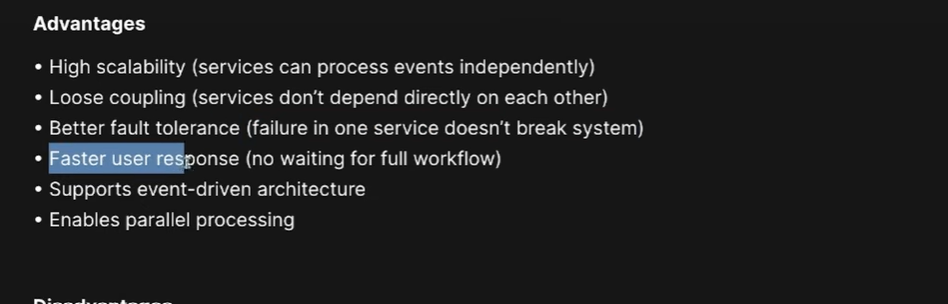 Advantages
• High scalability (services can process events independently)
• Loose coupling (services don’t depend directly on each other)
• Better fault tolerance (failure in one service doesn’t break system)
• Faster user response (no waiting for full workflow)
• Supports event-driven architecture
• Enables parallel processing
Disadvantages